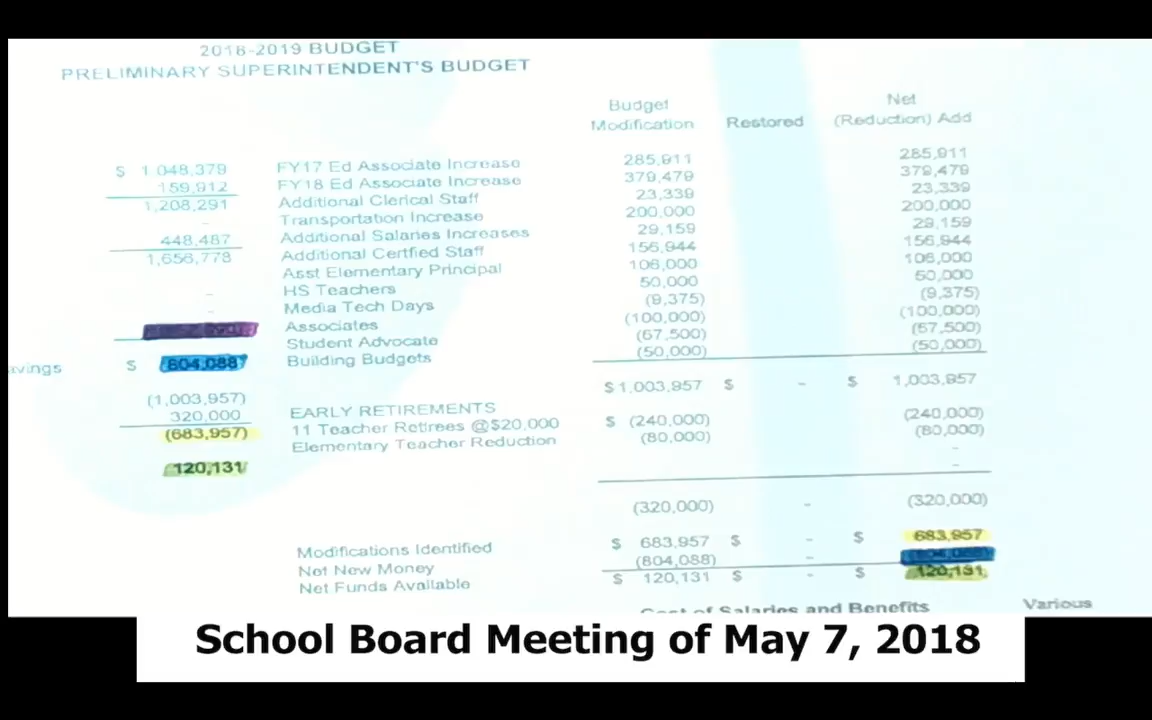 2018-2019 BUDGET
PRELIMINARY SUPERINTENDENT'S BUDGET
Budget Modification Restored Net (Reduction) Add
$ 1,048,379 FY17 Ed Associate Increase 285,911 285,911
159,912 FY18 Ed Associate Increase 379,479 379,479
1,208,291 Additional Clerical Staff 23,339 23,339
- Transportation Increase 200,000 200,000
448,487 Additional Salaries Increases 29,159 29,159
1,656,778 Additional Certfied Staff 156,944 156,944
Asst Elementary Principal 106,000 106,000
- HS Teachers 50,000 50,000
- Media Tech Days (9,375) (9,375)
Associates (100,000) (100,000)
Student Advocate (67,500) (67,500)
avings $ 804,088 Building Budgets (50,000) (50,000)
(1,003,957) $ 1,003,957 $ - $ 1,003,957
320,000 EARLY RETIREMENTS
(683,957) 11 Teacher Retirees @$20,000 $ (240,000) (240,000)
Elementary Teacher Reduction (80,000) (80,000)
120,131 -
-
(320,000) - (320,000)
Modifications Identified $ 683,957 $ - $ 683,957
Net New Money (804,088) - (804,088)
Net Funds Available $ 120,131 $ - $ 120,131
Cost of Salaries and Benefits Various
School Board Meeting of May 7, 2018